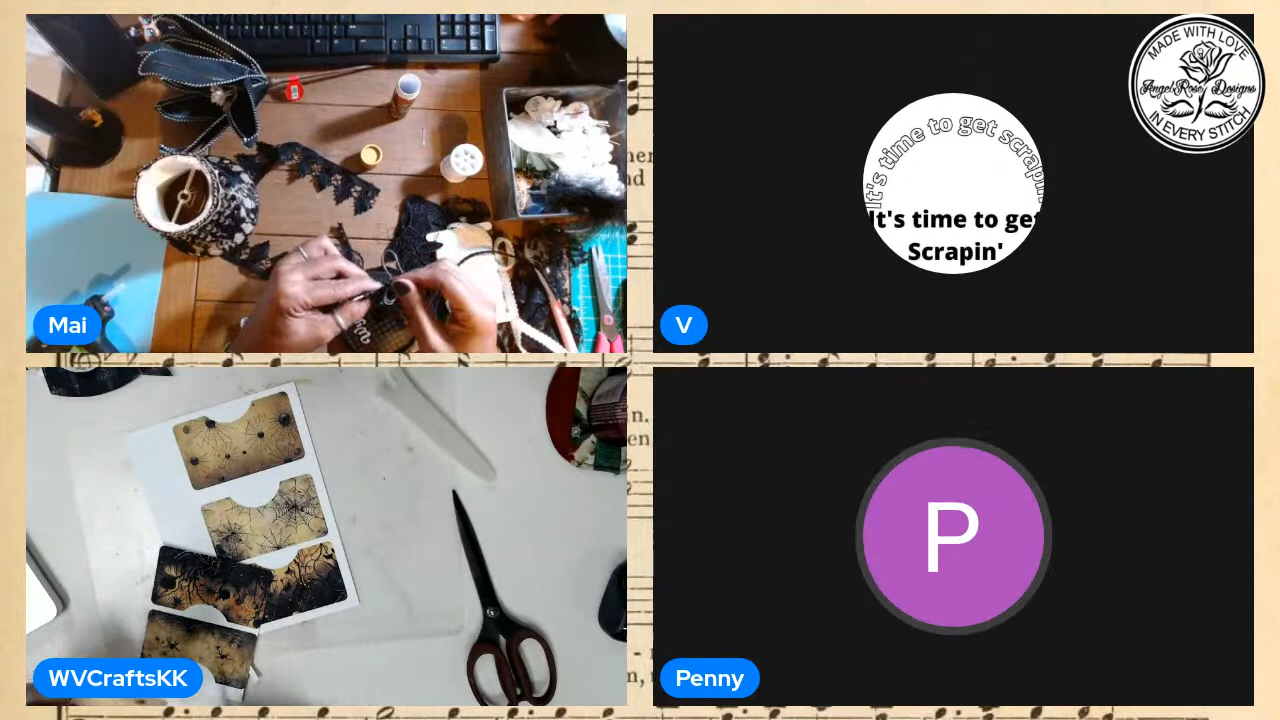 Mai
It's time to get scrapin'
It's time to get
Scrapin'
V
MADE WITH LOVE
AngelRose Designs
IN EVERY STITCH
WVCraftsKK
P
Penny